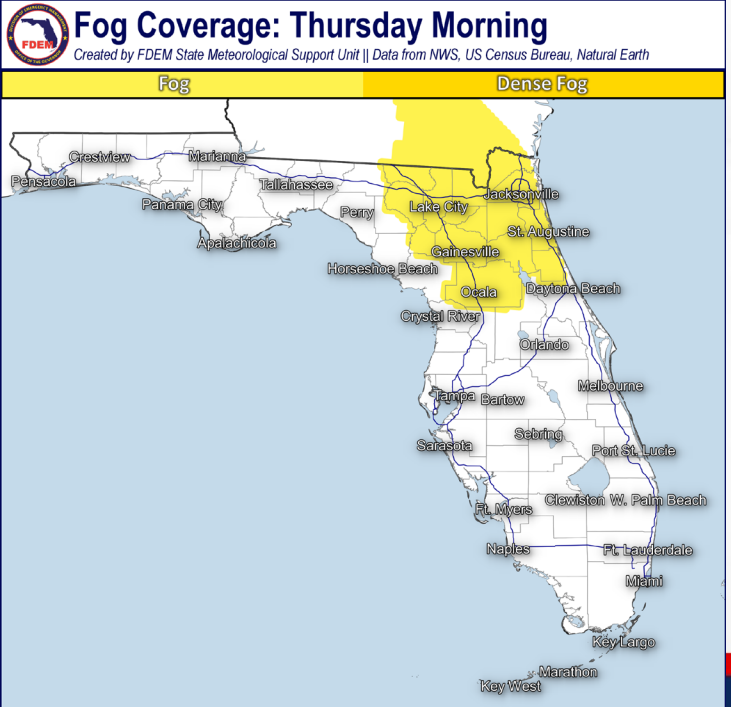 Fog Coverage: Thursday Morning
Created by FDEM State Meteorological Support Unit || Data from NWS, US Census Bureau, Natural Earth
FDEM
Fog
Dense Fog
Crestview
Marianna
Pensacola
Tallahassee
Panama City
Perry
Apalachicola
Lake City
Jacksonville
St. Augustine
Gainesville
Horseshoe Beach
Ocala
Daytona Beach
Crystal River
Orlando
Melbourne
Tampa
Bartow
Sebring
Sarasota
Port St. Lucie
Clewiston
W. Palm Beach
Ft. Myers
Naples
Ft. Lauderdale
Miami
Key Largo
Marathon
Key West